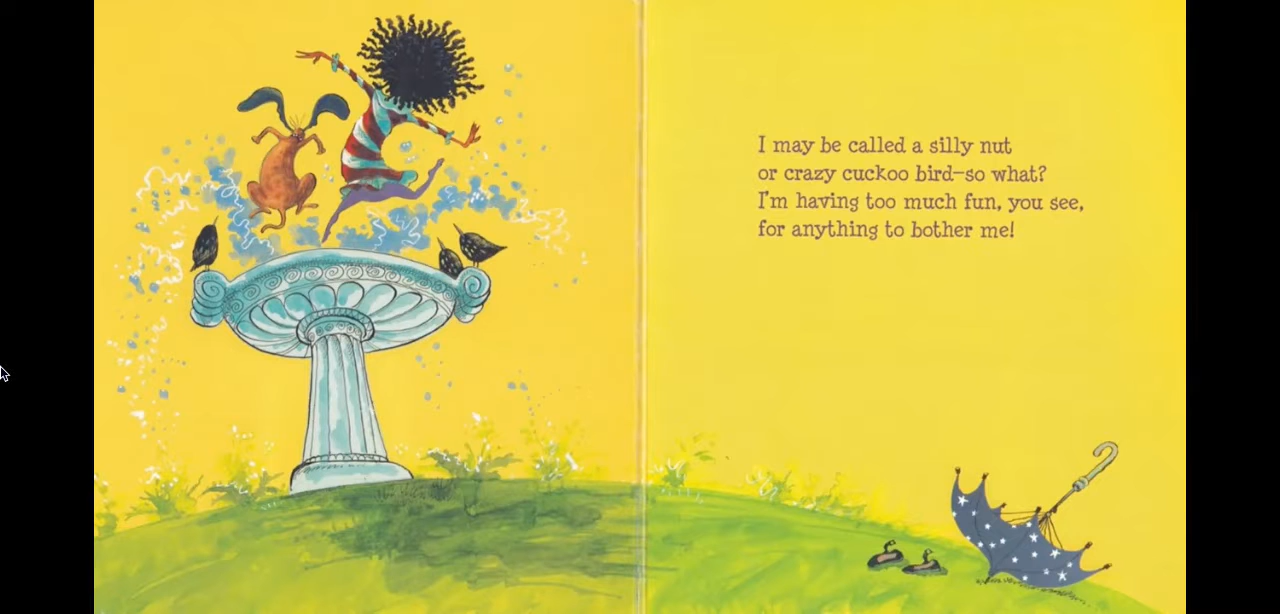 I may be called a silly nut
or crazy cuckoo bird—so what?
I'm having too much fun, you see,
for anything to bother me!